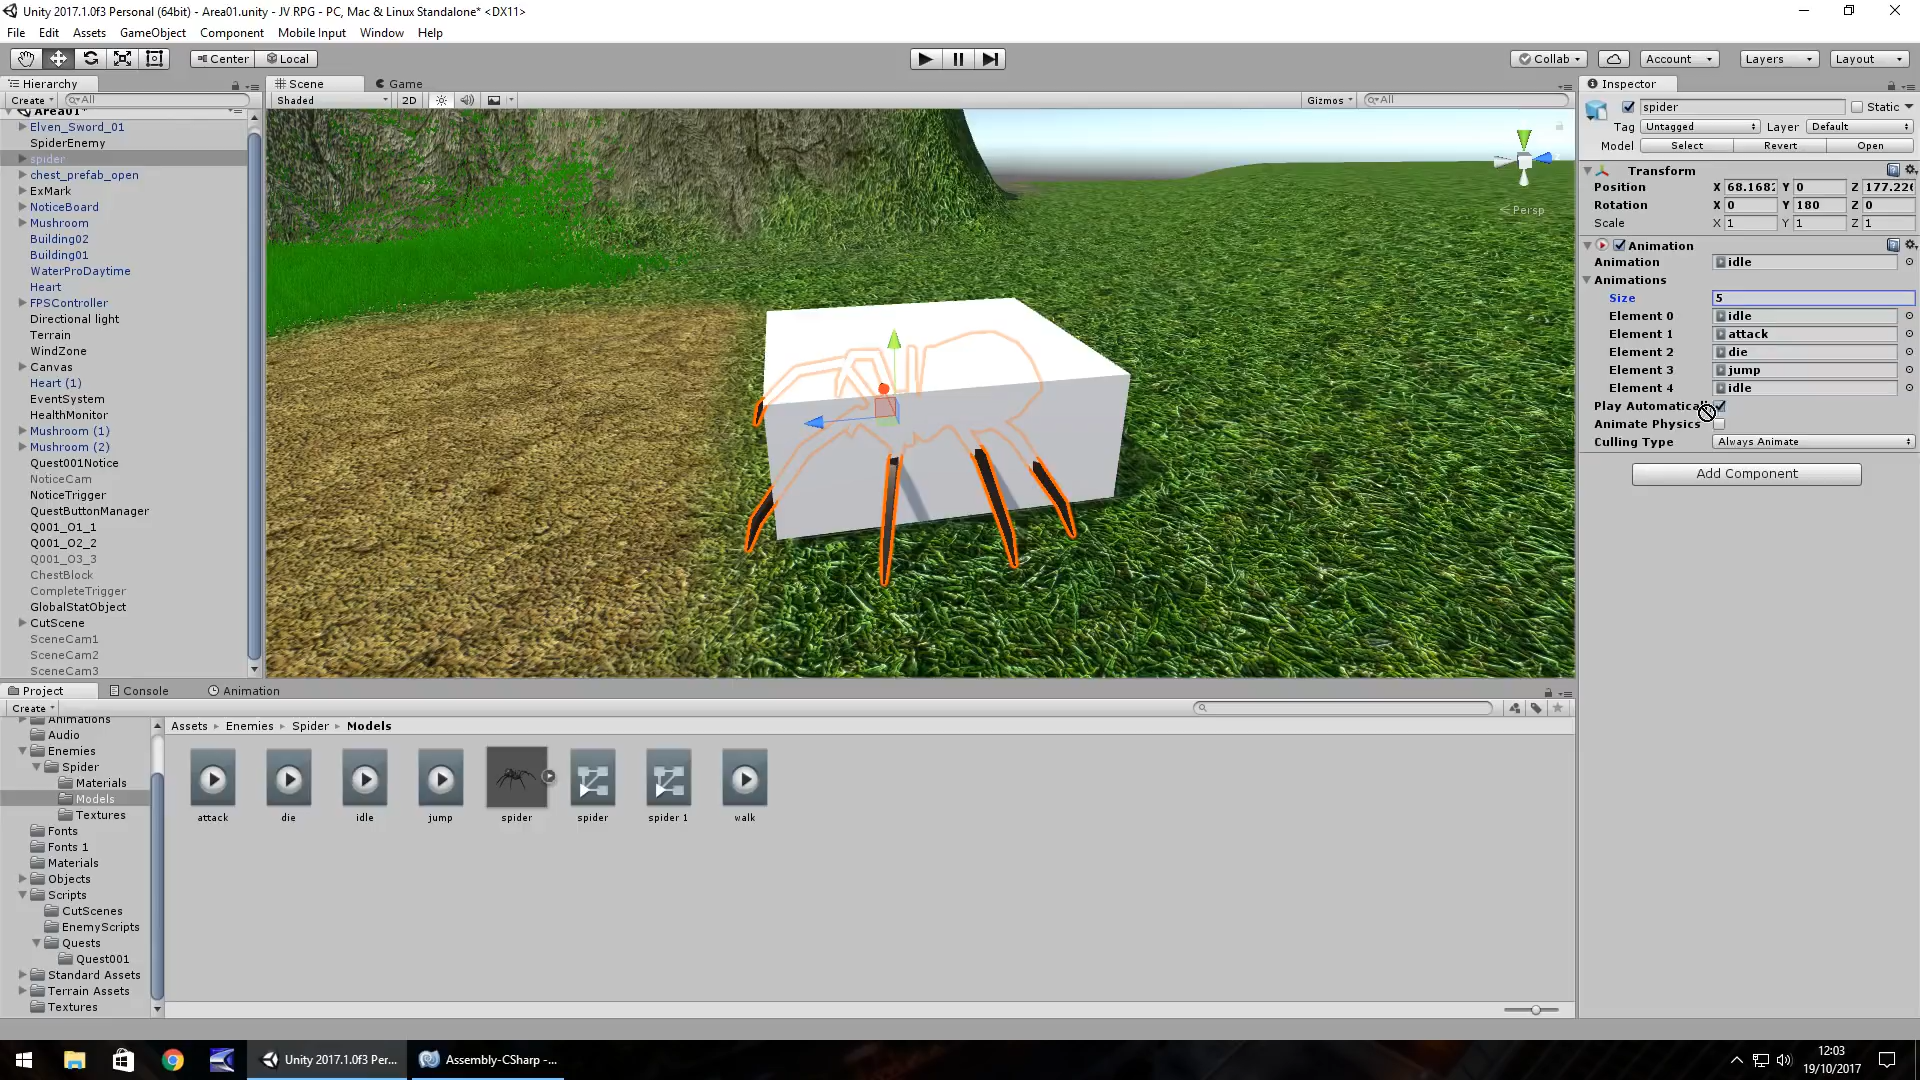 Unity 2017.1.0f3 Personal (64bit) - Area01.unity - JV RPG - PC, Mac & Linux Standalone* <DX11>
File Edit Assets GameObject Component Mobile Input Window Help
Center Local Collab Account Layers Layout
Hierarchy
Create All
Area01*
Elven_Sword_01
SpiderEnemy
spider
chest_prefab_open
ExMark
NoticeBoard
Mushroom
Building02
Building01
WaterProDaytime
Heart
FPSController
Directional light
Terrain
WindZone
Canvas
Heart (1)
EventSystem
HealthMonitor
Mushroom (1)
Mushroom (2)
Quest001Notice
NoticeCam
NoticeTrigger
QuestButtonManager
Q001_O1_1
Q001_O2_2
Q001_O3_3
ChestBlock
CompleteTrigger
GlobalStatObject
CutScene
SceneCam1
SceneCam2
SceneCam3
Scene Game
Shaded 2D Gizmos All
Persp
Inspector
spider Static
Tag Untagged Layer Default
Model Select Revert Open
Transform
Position X 68.1682 Y 0 Z 177.226
Rotation X 0 Y 180 Z 0
Scale X 1 Y 1 Z 1
Animation
Animation idle
Animations
Size 5
Element 0 idle
Element 1 attack
Element 2 die
Element 3 jump
Element 4 idle
Play Automatically
Animate Physics
Culling Type Always Animate
Add Component
Project Console Animation
Create
Animations
Audio
Enemies
Spider
Materials
Models
Textures
Fonts
Fonts 1
Materials
Objects
Scripts
CutScenes
EnemyScripts
Quests
Quest001
Standard Assets
Terrain Assets
Textures
Assets Enemies Spider Models
attack die idle jump spider spider spider 1 walk
Unity 2017.1.0f3 Per... Assembly-CSharp -...
12:03
19/10/2017